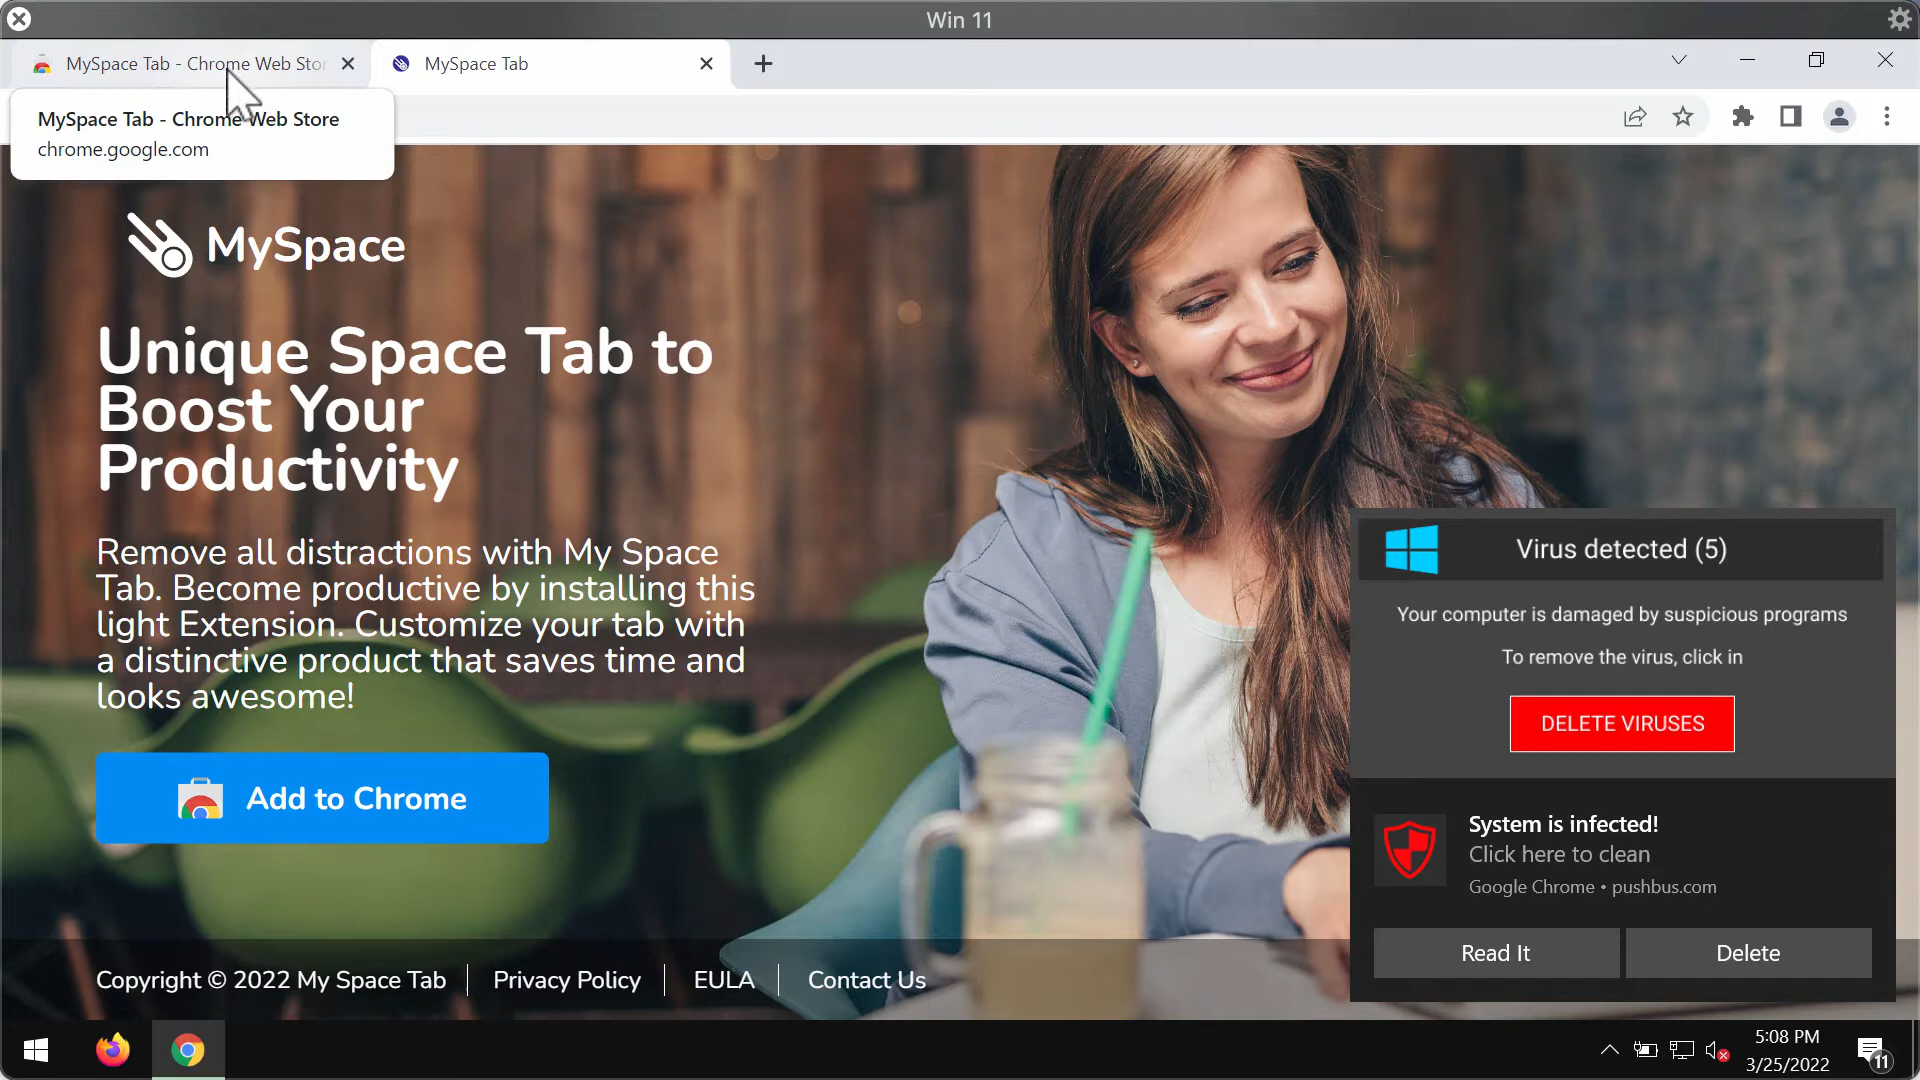 Win 11
MySpace Tab - Chrome Web Stor
MySpace Tab
MySpace Tab - Chrome Web Store
chrome.google.com
MySpace
Unique Space Tab to
Boost Your
Productivity
Remove all distractions with My Space
Tab. Become productive by installing this
light Extension. Customize your tab with
a distinctive product that saves time and
looks awesome!
Add to Chrome
Virus detected (5)
Your computer is damaged by suspicious programs
To remove the virus, click in
DELETE VIRUSES
System is infected!
Click here to clean
Google Chrome • pushbus.com
Read It
Delete
Copyright © 2022 My Space Tab
Privacy Policy
EULA
Contact Us
5:08 PM
3/25/2022
11